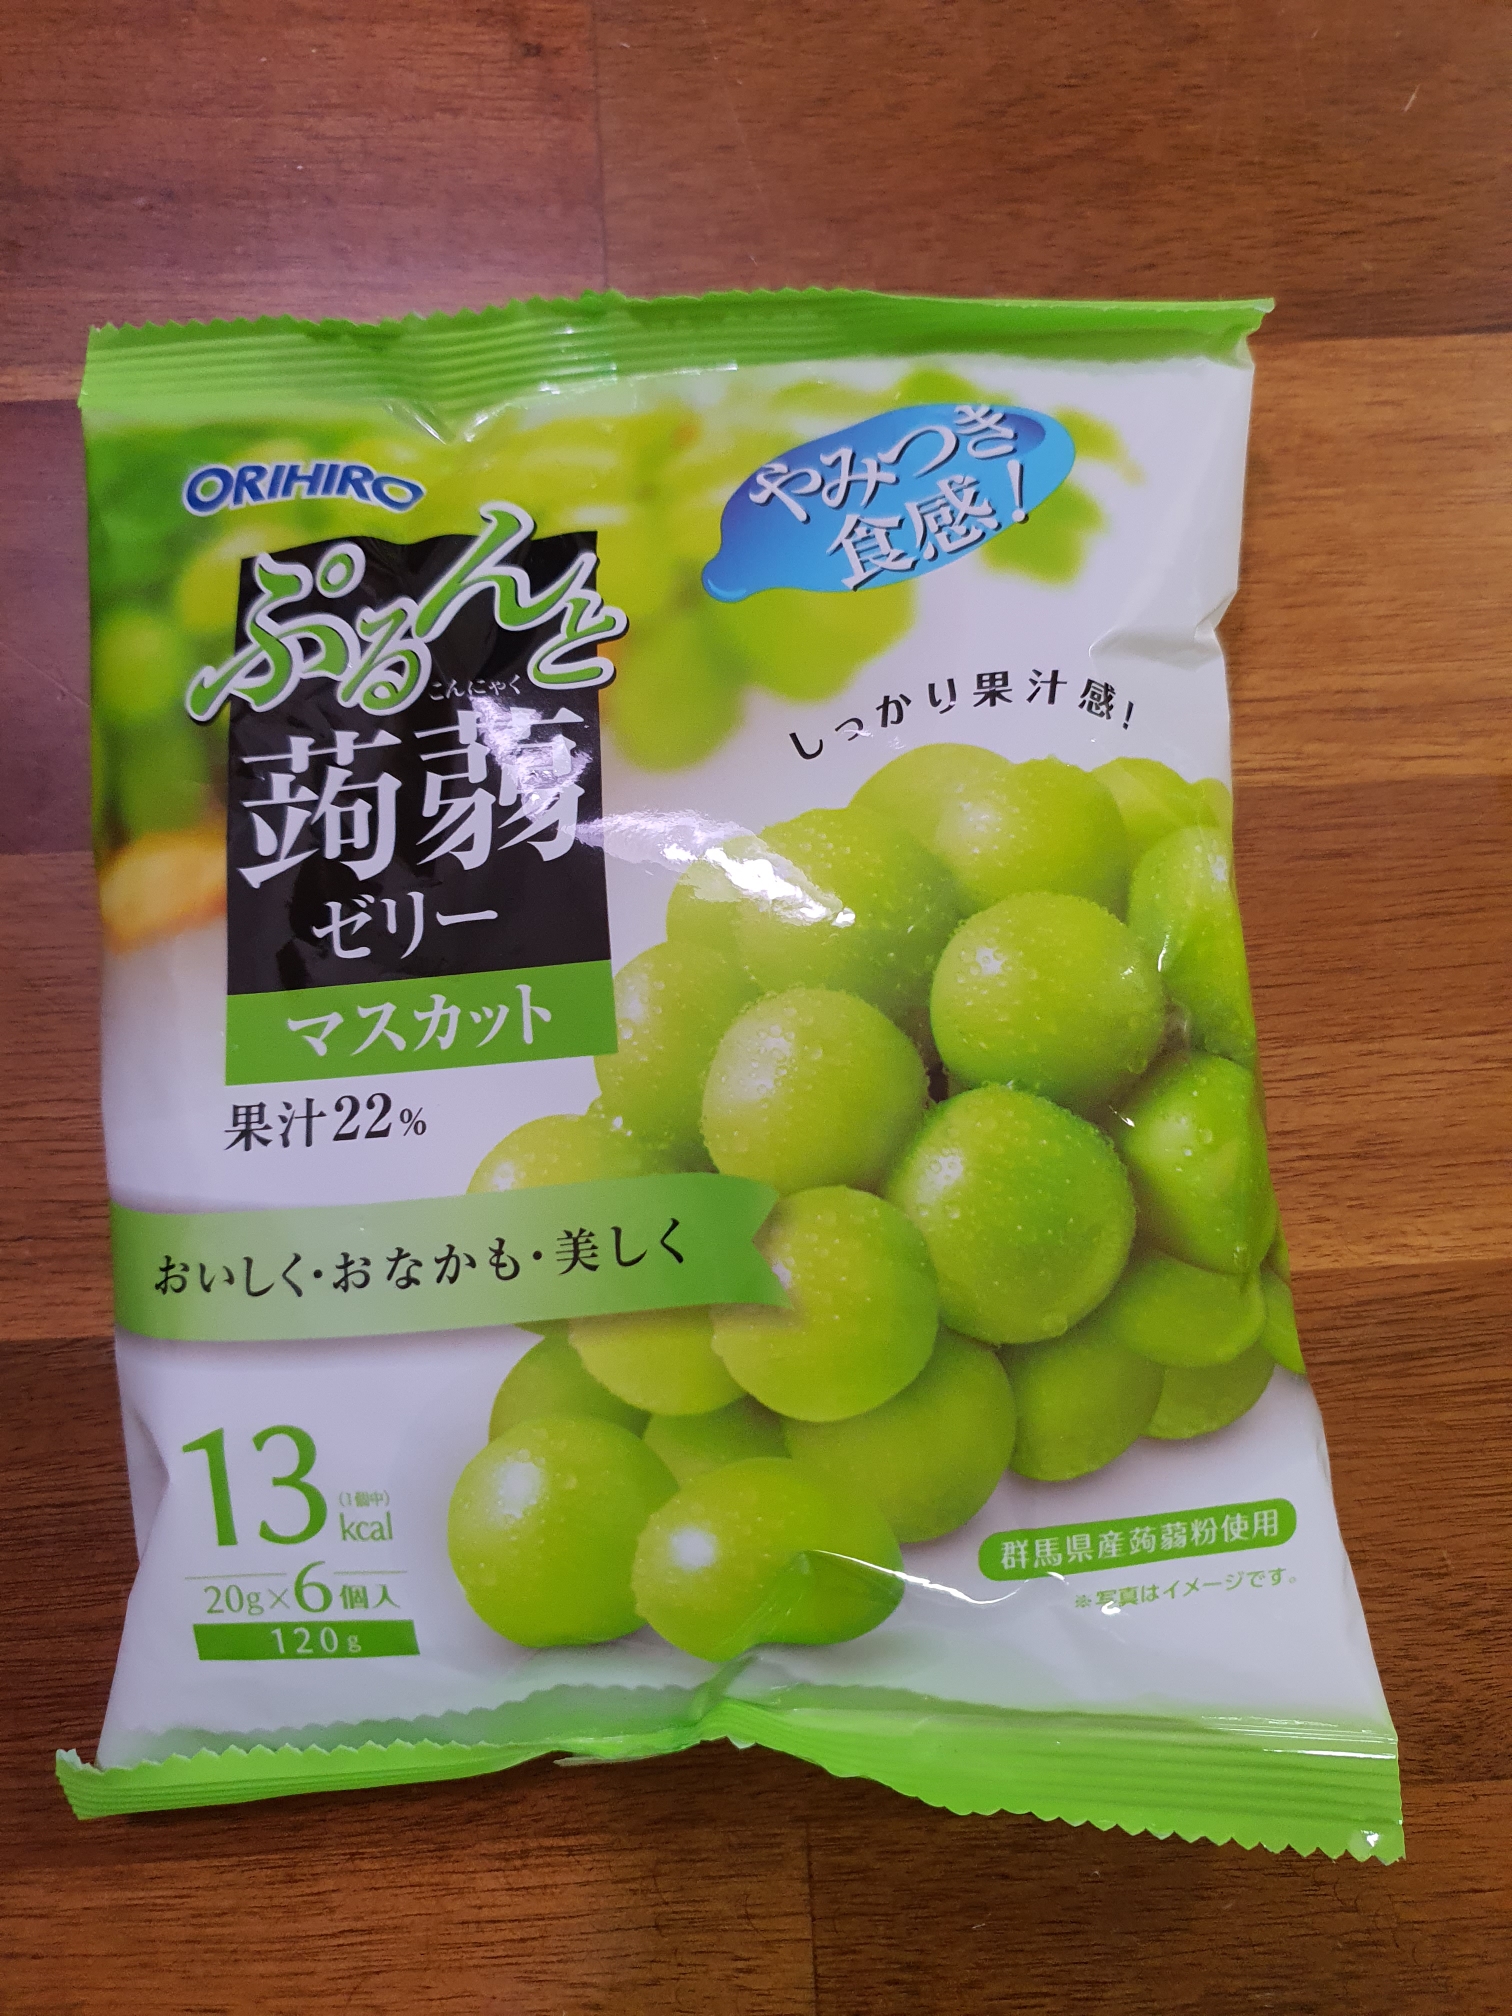 ORIHIRO
やみつき
食感!
ぷるんと
こんにゃく
蒟蒻
ゼリー
マスカット
果汁22%
しっかり果汁感!
おいしく・おなかも・美しく
13
(1個中)
kcal
20g×6個入
120g
群馬県産蒟蒻粉使用
※写真はイメージです。